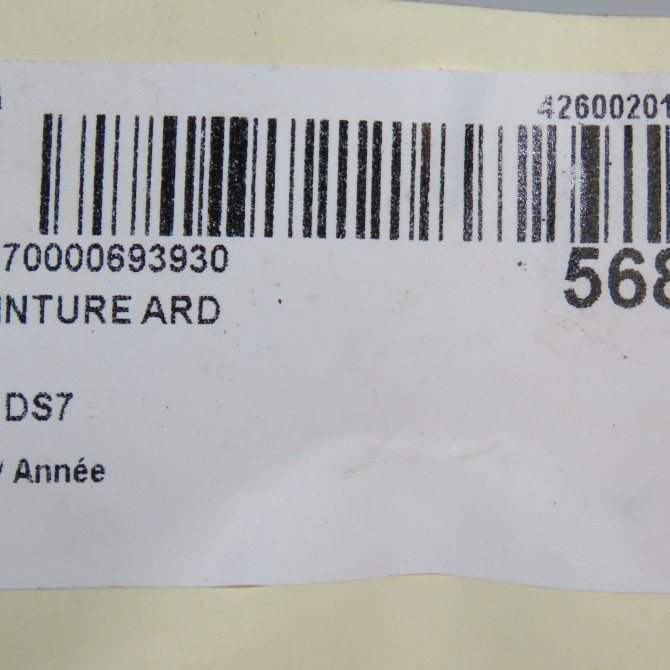 42600201
70000693930
568
INTURE ARD
DS7
/ Année